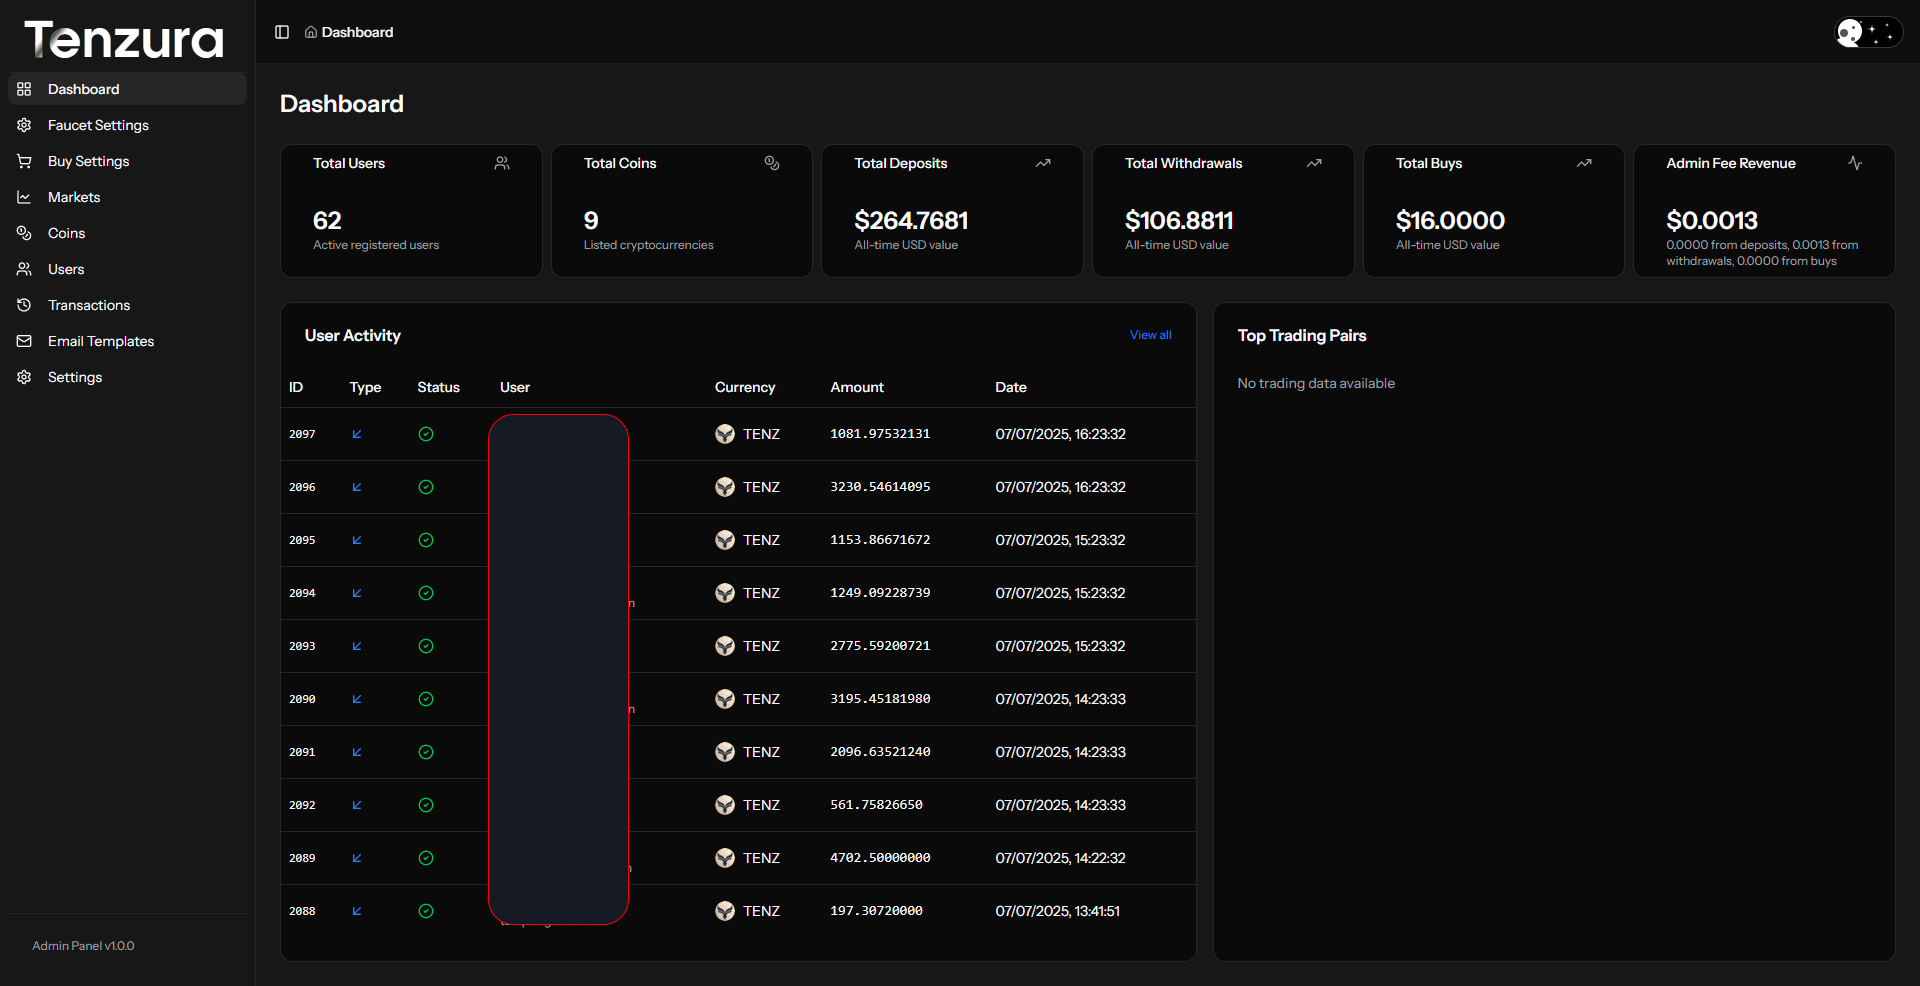 Tenzura
Dashboard
Dashboard
Faucet Settings
Buy Settings
Markets
Coins
Users
Transactions
Email Templates
Settings
Admin Panel v1.0.0
Dashboard
Total Users
62
Active registered users
Total Coins
9
Listed cryptocurrencies
Total Deposits
$264.7681
All-time USD value
Total Withdrawals
$106.8811
All-time USD value
Total Buys
$16.0000
All-time USD value
Admin Fee Revenue
$0.0013
0.0000 from deposits, 0.0013 from
withdrawals, 0.0000 from buys
User Activity
View all
ID Type Status User Currency Amount Date
2097 TENZ 1081.97532131 07/07/2025, 16:23:32
2096 TENZ 3230.54614095 07/07/2025, 16:23:32
2095 TENZ 1153.86671672 07/07/2025, 15:23:32
2094 TENZ 1249.09228739 07/07/2025, 15:23:32
2093 TENZ 2775.59200721 07/07/2025, 15:23:32
2090 TENZ 3195.45181980 07/07/2025, 14:23:33
2091 TENZ 2096.63521240 07/07/2025, 14:23:33
2092 TENZ 561.75826650 07/07/2025, 14:23:33
2089 TENZ 4702.50000000 07/07/2025, 14:22:32
2088 TENZ 197.30720000 07/07/2025, 13:41:51
Top Trading Pairs
No trading data available